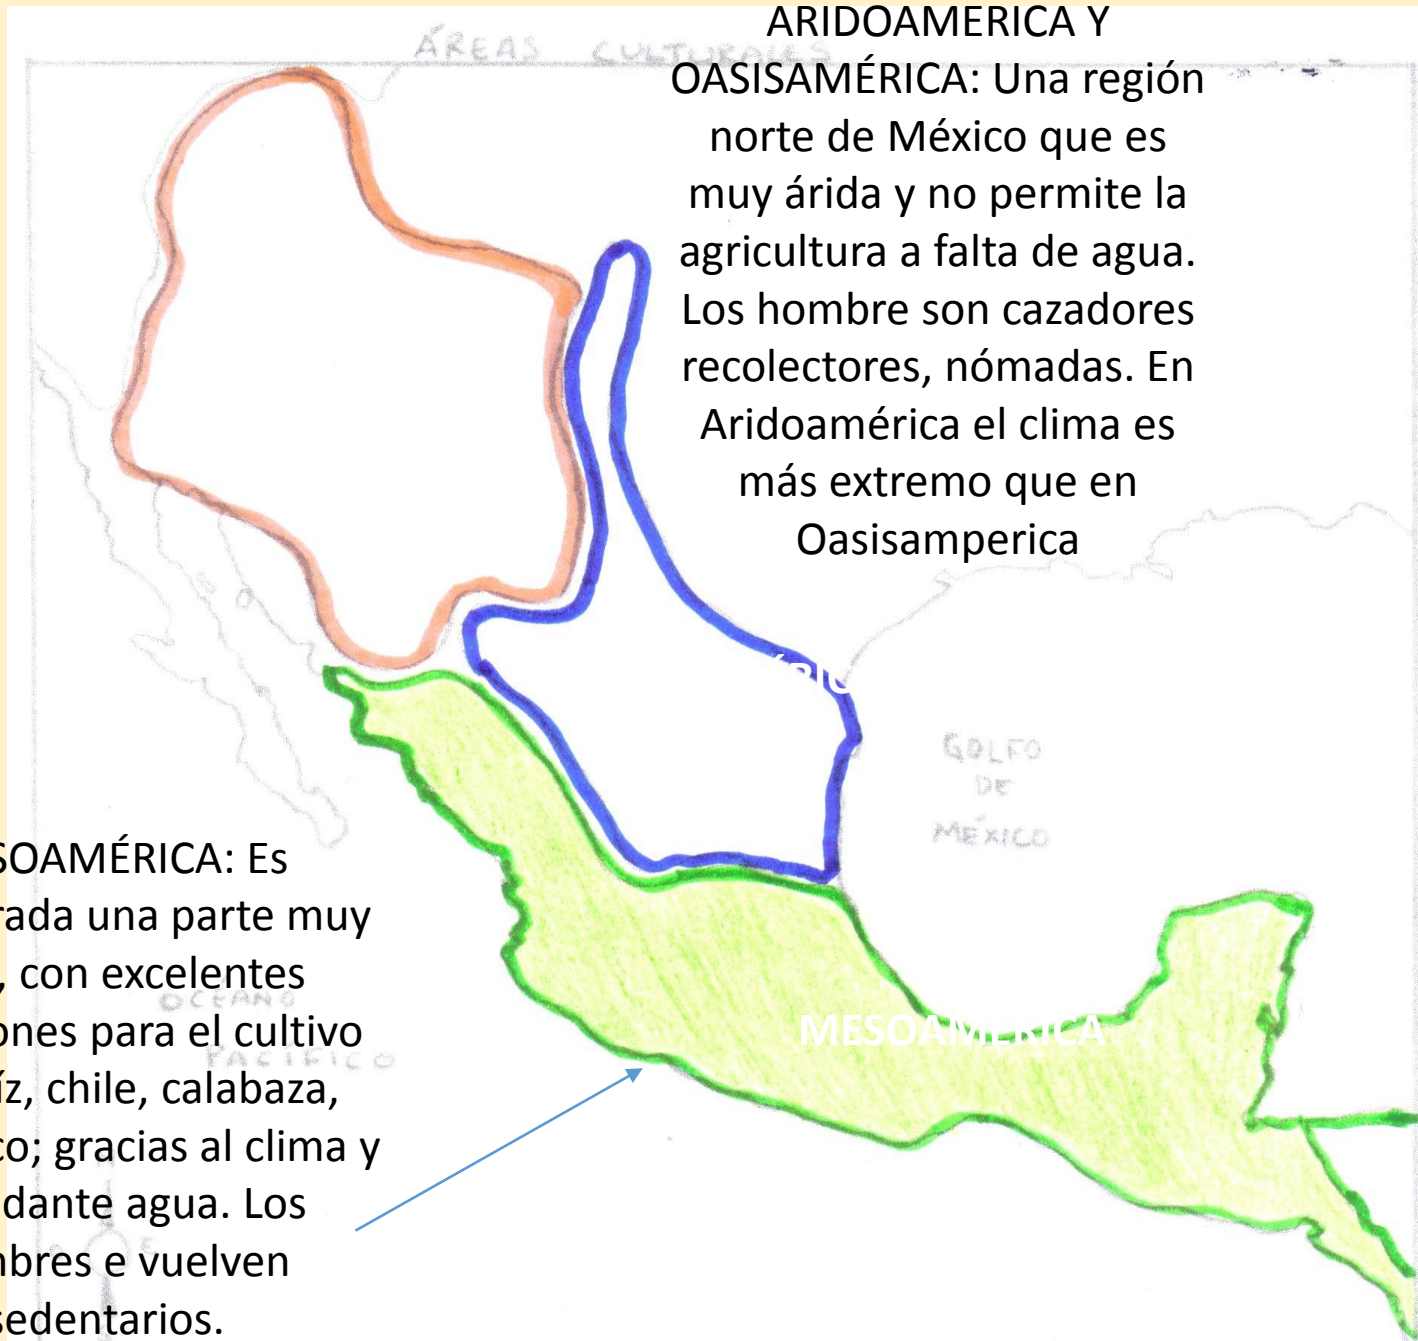 ÁREAS CULTURALES
ARIDOAMERICA Y
OASISAMÉRICA: Una región
norte de México que es
muy árida y no permite la
agricultura a falta de agua.
Los hombre son cazadores
recolectores, nómadas. En
Aridoamérica el clima es
más extremo que en
Oasisamperica
GOLFO
DE
MÉXICO
SOAMÉRICA: Es
rada una parte muy
, con excelentes
ones para el cultivo
íz, chile, calabaza,
co; gracias al clima y
dante agua. Los
bres e vuelven
sedentarios.
OCÉANO
PACÍFICO
MESOAMERICA